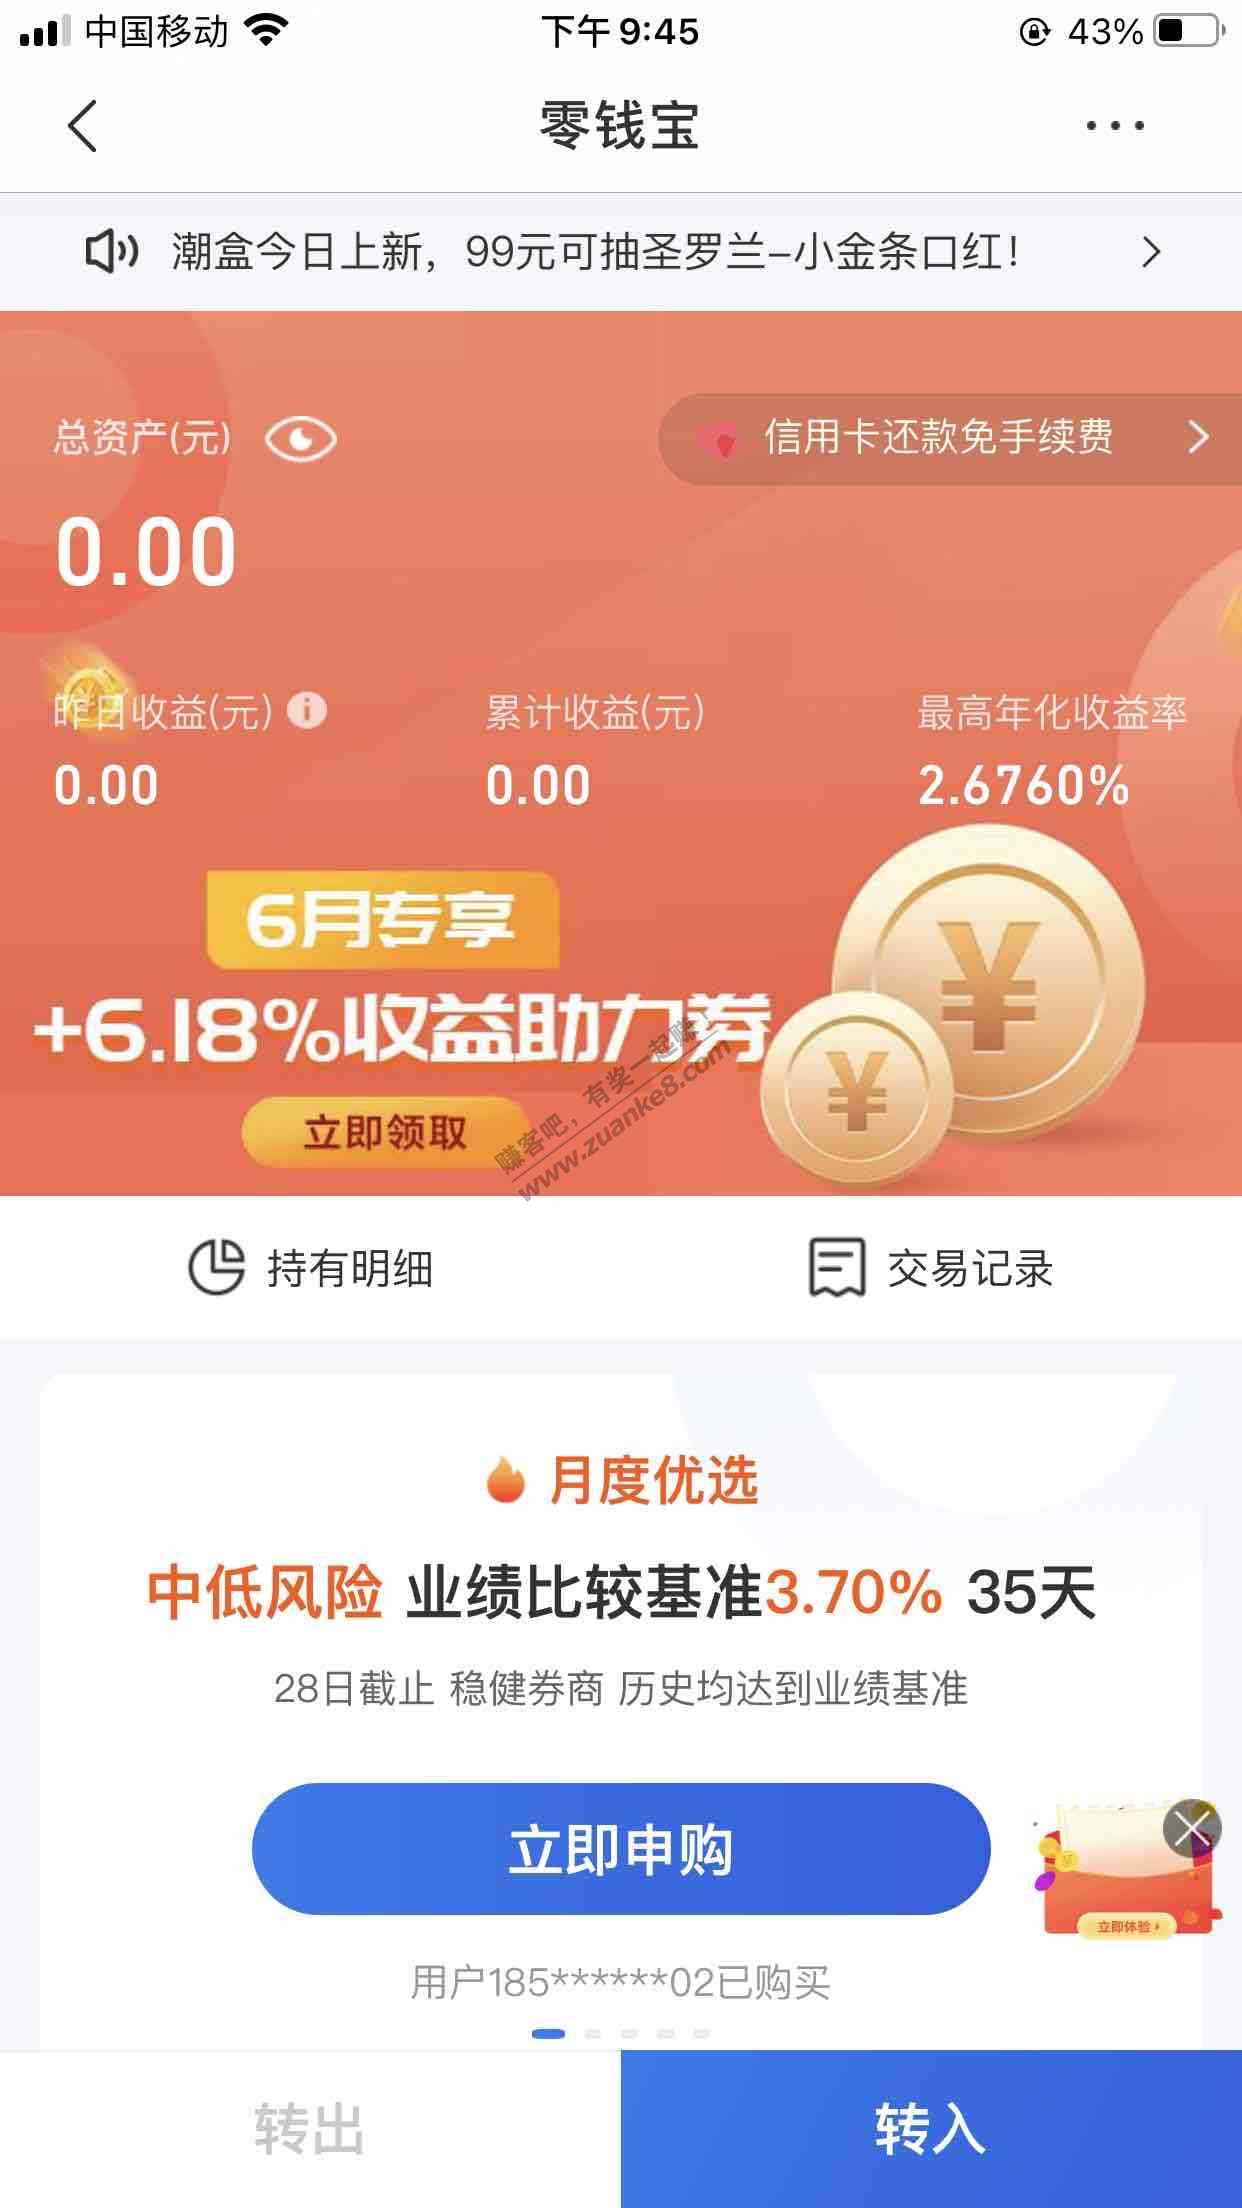 中国移动 下午 9:45 43%
零钱宝
潮盒今日上新，99元可抽圣罗兰-小金条口红！
总资产(元) 信用卡还款免手续费
0.00
昨日收益(元) 累计收益(元) 最高年化收益率
0.00 0.00 2.6760%
6月专享
+6.18%收益助力券
立即领取
赚客吧，有奖一起赚！
www.zuanke8.com
持有明细 交易记录
月度优选
中低风险 业绩比较基准3.70% 35天
28日截止 稳健券商 历史均达到业绩基准
立即申购
立即体验
用户185******02已购买
转出 转入